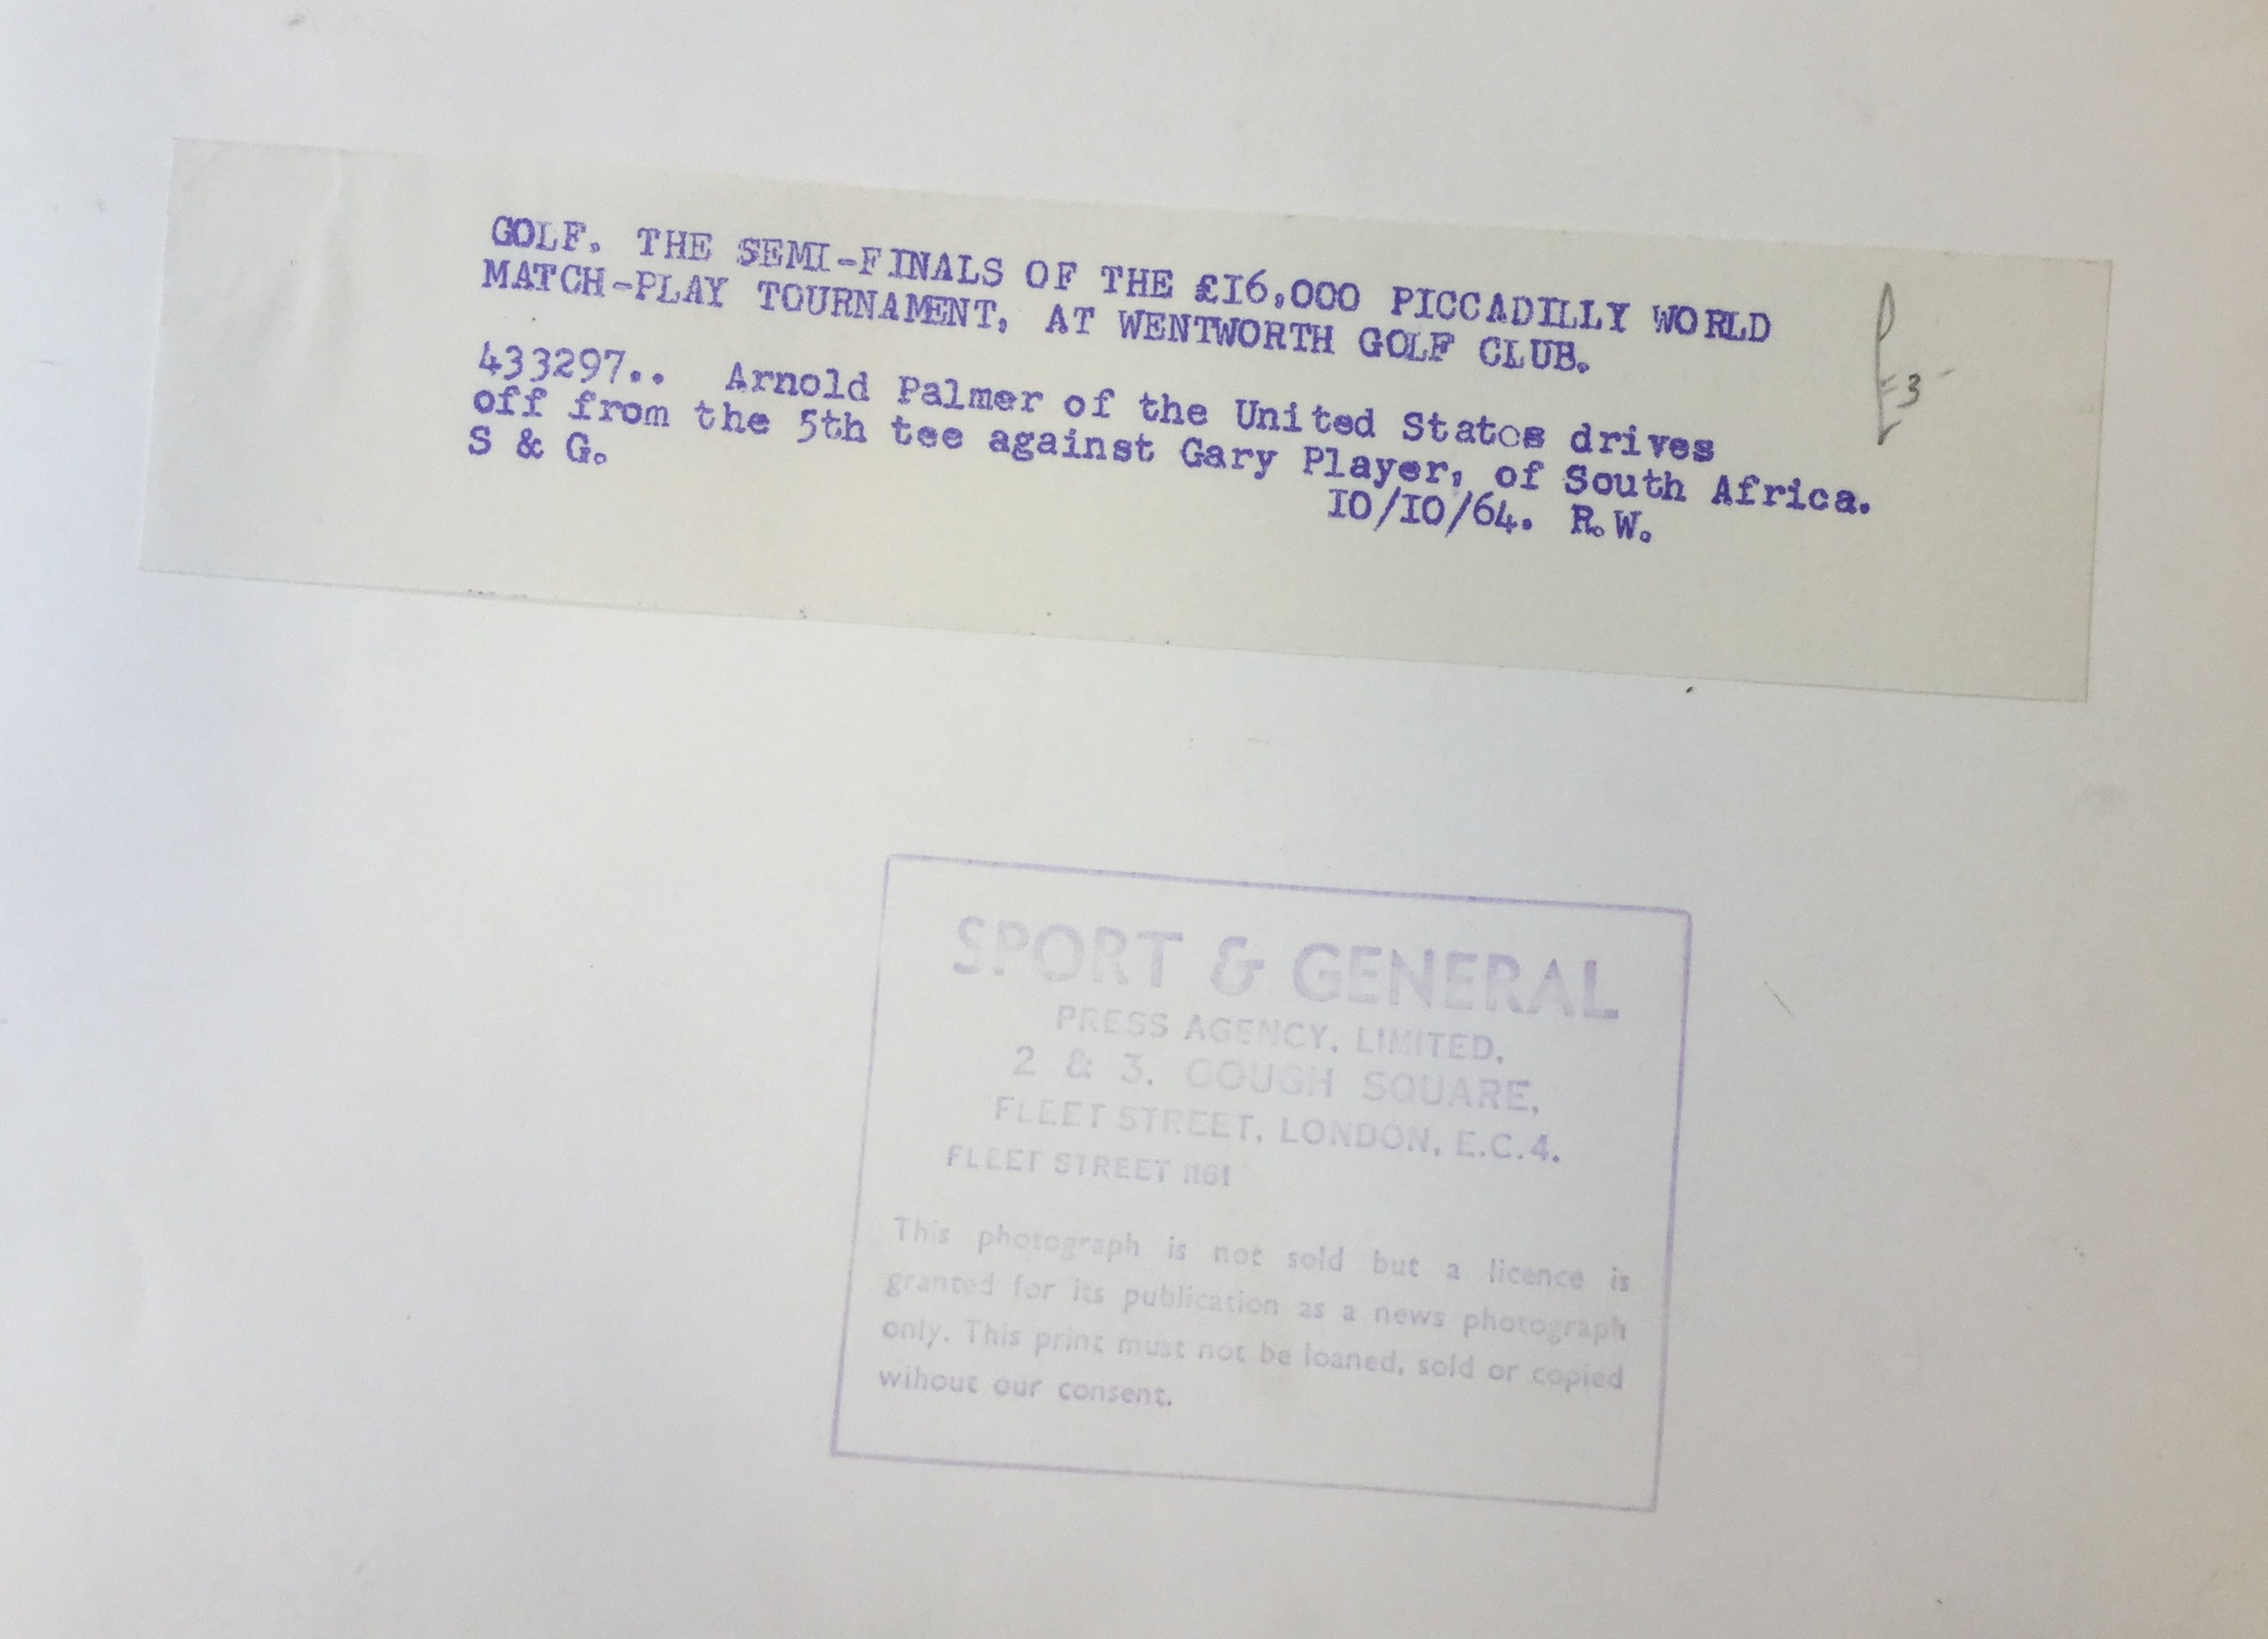 GOLF. THE SEMI-FINALS OF THE £I6,000 PICCADILLY WORLD
MATCH-PLAY TOURNAMENT, AT WENTWORTH GOLF CLUB.
433297.. Arnold Palmer of the United States drives
off from the 5th tee against Gary Player, of South Africa.
S & G.
IO/IO/64. R.W.
3
SPORT & GENERAL
PRESS AGENCY, LIMITED,
2 & 3, GOUGH SQUARE,
FLEET STREET, LONDON, E.C.4.
FLEET STREET 1161
This photograph is not sold but a licence is
granted for its publication as a news photograph
only. This print must not be loaned, sold or copied
wihout our consent.